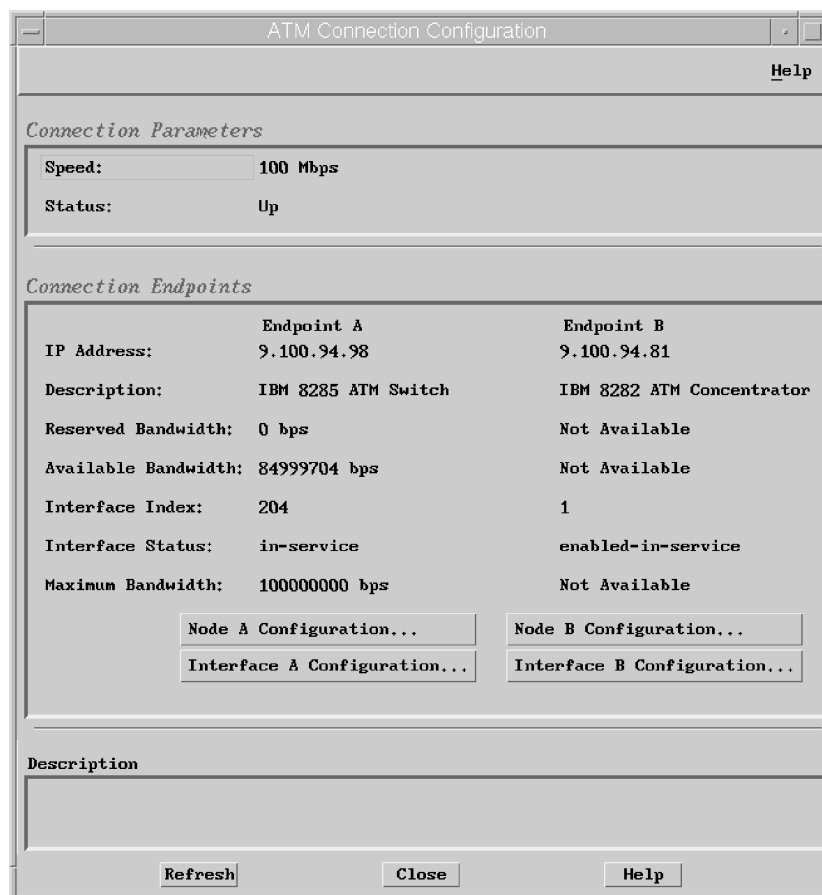 ATM Connection Configuration
Help
Connection Parameters
Speed: 100 Mbps
Status: Up
Connection Endpoints
Endpoint A Endpoint B
IP Address: 9.100.94.98 9.100.94.81
Description: IBM 8285 ATM Switch IBM 8282 ATM Concentrator
Reserved Bandwidth: 0 bps Not Available
Available Bandwidth: 84999704 bps Not Available
Interface Index: 204 1
Interface Status: in-service enabled-in-service
Maximum Bandwidth: 100000000 bps Not Available
Node A Configuration... Node B Configuration...
Interface A Configuration... Interface B Configuration...
Description
Refresh Close Help